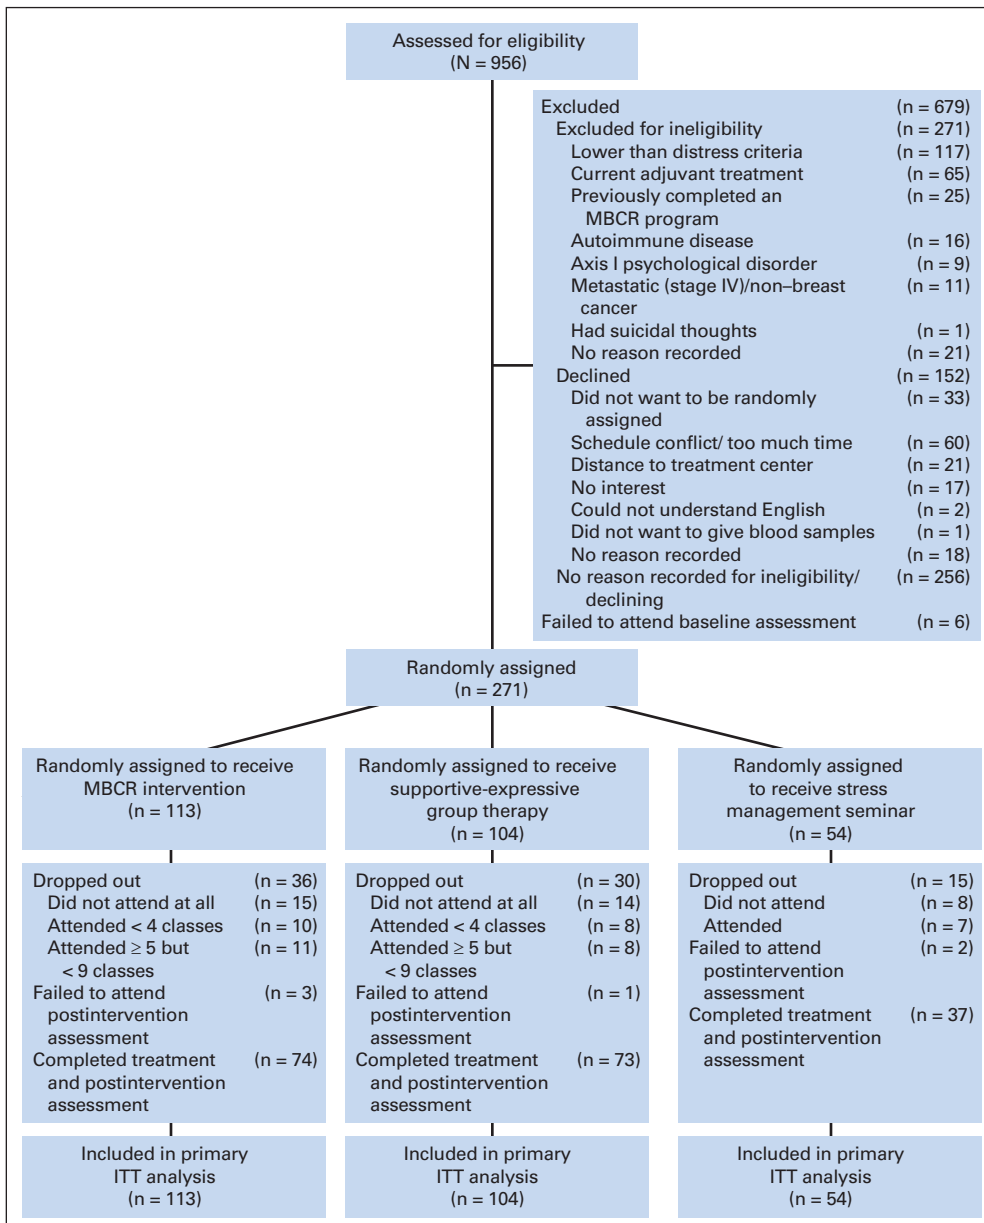 Assessed for eligibility
(N = 956)
Excluded (n = 679)
Excluded for ineligibility (n = 271)
Lower than distress criteria (n = 117)
Current adjuvant treatment (n = 65)
Previously completed an (n = 25)
MBCR program
Autoimmune disease (n = 16)
Axis I psychological disorder (n = 9)
Metastatic (stage IV)/non–breast (n = 11)
cancer
Had suicidal thoughts (n = 1)
No reason recorded (n = 21)
Declined (n = 152)
Did not want to be randomly (n = 33)
assigned
Schedule conflict/ too much time (n = 60)
Distance to treatment center (n = 21)
No interest (n = 17)
Could not understand English (n = 2)
Did not want to give blood samples (n = 1)
No reason recorded (n = 18)
No reason recorded for ineligibility/ (n = 256)
declining
Failed to attend baseline assessment (n = 6)
Randomly assigned
(n = 271)
Randomly assigned to receive
MBCR intervention
(n = 113)
Randomly assigned to receive
supportive-expressive
group therapy
(n = 104)
Randomly assigned
to receive stress
management seminar
(n = 54)
Dropped out (n = 36)
Did not attend at all (n = 15)
Attended < 4 classes (n = 10)
Attended ≥ 5 but (n = 11)
< 9 classes
Failed to attend (n = 3)
postintervention
assessment
Completed treatment (n = 74)
and postintervention
assessment
Dropped out (n = 30)
Did not attend at all (n = 14)
Attended < 4 classes (n = 8)
Attended ≥ 5 but (n = 8)
< 9 classes
Failed to attend (n = 1)
postintervention
assessment
Completed treatment (n = 73)
and postintervention
assessment
Dropped out (n = 15)
Did not attend (n = 8)
Attended (n = 7)
Failed to attend (n = 2)
postintervention
assessment
Completed treatment (n = 37)
and postintervention
assessment
Included in primary
ITT analysis
(n = 113)
Included in primary
ITT analysis
(n = 104)
Included in primary
ITT analysis
(n = 54)